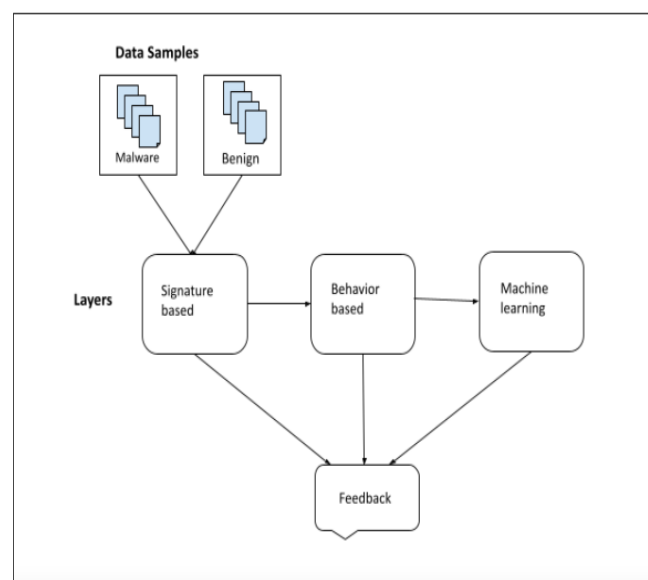 Data Samples
Malware
Benign
Layers
Signature
based
Behavior
based
Machine
learning
Feedback